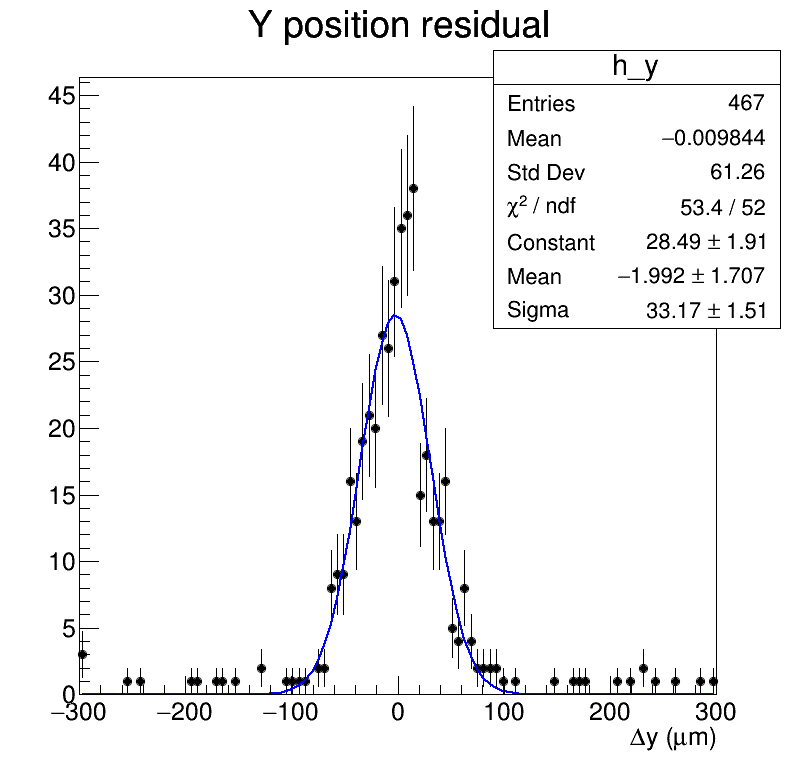 Y position residual
h_y
Entries 467
Mean −0.009844
Std Dev 61.26
χ² / ndf 53.4 / 52
Constant 28.49 ± 1.91
Mean −1.992 ± 1.707
Sigma 33.17 ± 1.51
45
40
35
30
25
20
15
10
5
0
−300 −200 −100 0 100 200 300
Δy (μm)